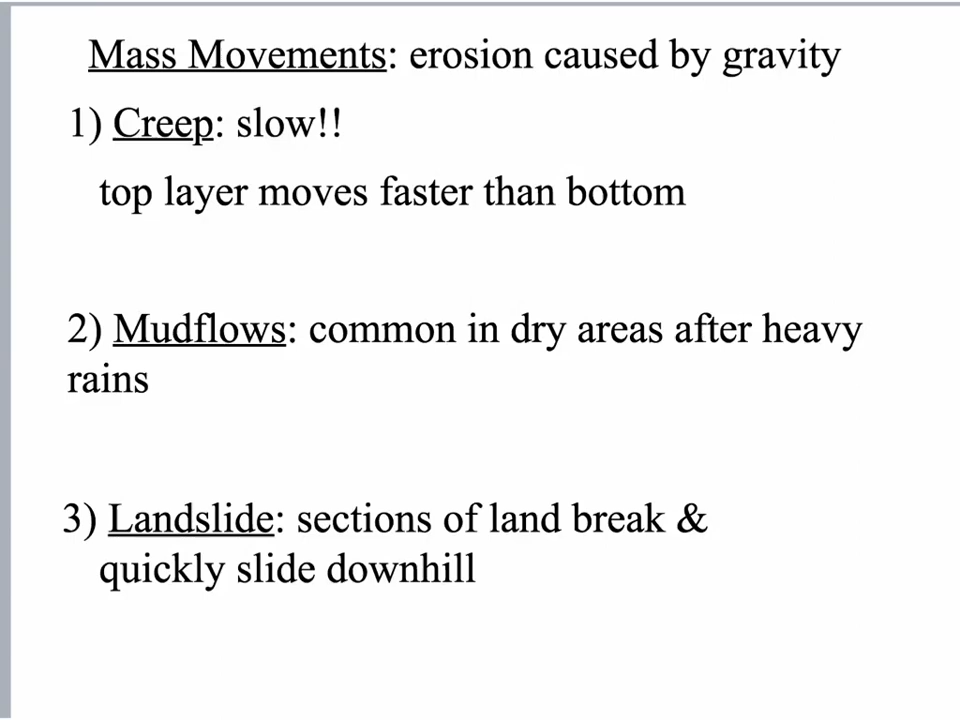 Mass Movements: erosion caused by gravity
1) Creep: slow!!
top layer moves faster than bottom
2) Mudflows: common in dry areas after heavy
rains
3) Landslide: sections of land break &
quickly slide downhill